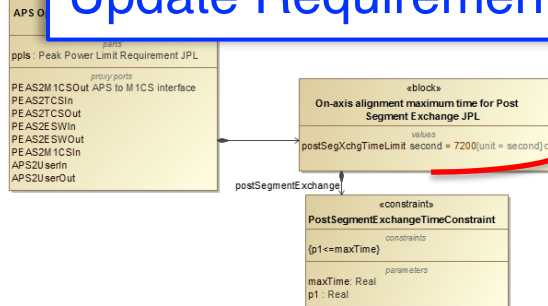 Update Requiremen
APS O
parts
ppls : Peak Power Limit Requirement JPL
proxy ports
PEAS2M1CSOut APS to M1CS interface
PEAS2TCSIn
PEAS2TCSOut
PEAS2ESWIn
PEAS2ESWOut
PEAS2M1CSIn
APS2UserIn
APS2UserOut
«block»
On-axis alignment maximum time for Post
Segment Exchange JPL
values
postSegXchgTimeLimit second = 7200{unit = second}
postSegmentExchange
«constraint»
PostSegmentExchangeTimeConstraint
constraints
{p1<=maxTime}
parameters
maxTime: Real
p1 : Real